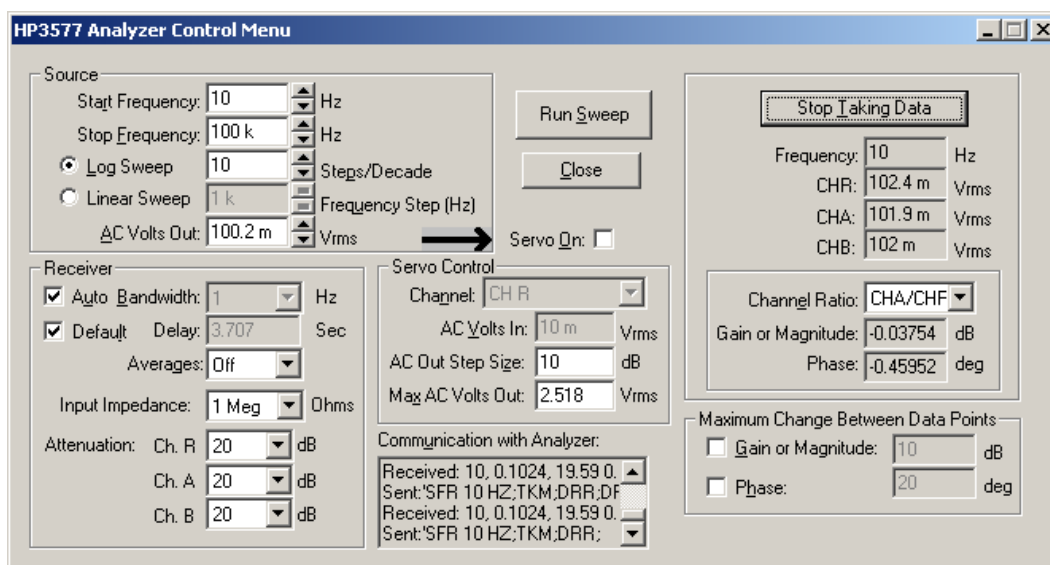 HP3577 Analyzer Control Menu
Source
Start Frequency: 10 Hz
Stop Frequency: 100 k Hz
Log Sweep 10 Steps/Decade
Linear Sweep 1 k Frequency Step (Hz)
AC Volts Out: 100.2 m Vrms
Run Sweep
Close
Servo On:
Receiver
Auto Bandwidth: 1 Hz
Default Delay: 3.707 Sec
Averages: Off
Input Impedance: 1 Meg Ohms
Attenuation: Ch. R 20 dB
Ch. A 20 dB
Ch. B 20 dB
Servo Control
Channel: CH R
AC Volts In: 10 m Vrms
AC Out Step Size: 10 dB
Max AC Volts Out: 2.518 Vrms
Communication with Analyzer:
Received: 10, 0.1024, 19.59 0.
Sent:'SFR 10 HZ;TKM;DRR;DF
Received: 10, 0.1024, 19.59 0.
Sent:'SFR 10 HZ;TKM;DRR;
Stop Taking Data
Frequency: 10 Hz
CHR: 102.4 m Vrms
CHA: 101.9 m Vrms
CHB: 102 m Vrms
Channel Ratio: CHA/CHF
Gain or Magnitude: -0.03754 dB
Phase: -0.45952 deg
Maximum Change Between Data Points
Gain or Magnitude: 10 dB
Phase: 20 deg